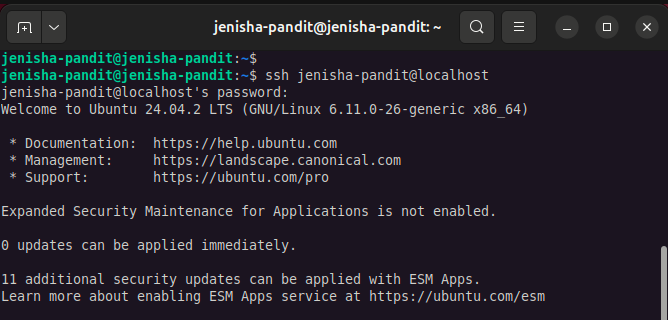 jenisha-pandit@jenisha-pandit: ~
jenisha-pandit@jenisha-pandit:~$
jenisha-pandit@jenisha-pandit:~$ ssh jenisha-pandit@localhost
jenisha-pandit@localhost's password:
Welcome to Ubuntu 24.04.2 LTS (GNU/Linux 6.11.0-26-generic x86_64)
* Documentation:  https://help.ubuntu.com
* Management:     https://landscape.canonical.com
* Support:        https://ubuntu.com/pro
Expanded Security Maintenance for Applications is not enabled.
0 updates can be applied immediately.
11 additional security updates can be applied with ESM Apps.
Learn more about enabling ESM Apps service at https://ubuntu.com/esm